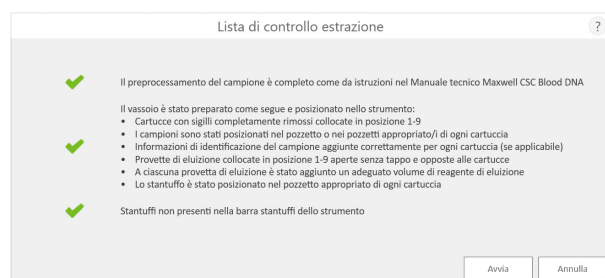 Lista di controllo estrazione
?
Il preprocessamento del campione è completo come da istruzioni nel Manuale tecnico Maxwell CSC Blood DNA
Il vassoio è stato preparato come segue e posizionato nello strumento:
• Cartucce con sigilli completamente rimossi collocate in posizione 1-9
• I campioni sono stati posizionati nel pozzetto o nei pozzetti appropriato/i di ogni cartuccia
• Informazioni di identificazione del campione aggiunte correttamente per ogni cartuccia (se applicabile)
• Provette di eluizione collocate in posizione 1-9 aperte senza tappo e opposte alle cartucce
• A ciascuna provetta di eluizione è stato aggiunto un adeguato volume di reagente di eluizione
• Lo stantuffo è stato posizionato nel pozzetto appropriato di ogni cartuccia
Stantuffi non presenti nella barra stantuffi dello strumento
Avvia
Annulla